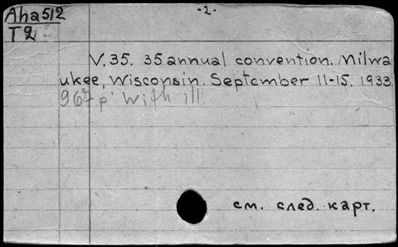 Aha512
T2
-2-
V.35. 35 annual convention. Milwa
ukee, Wisconsin. September 11-15. 1933
967 p. With ill.
см. след. карт.